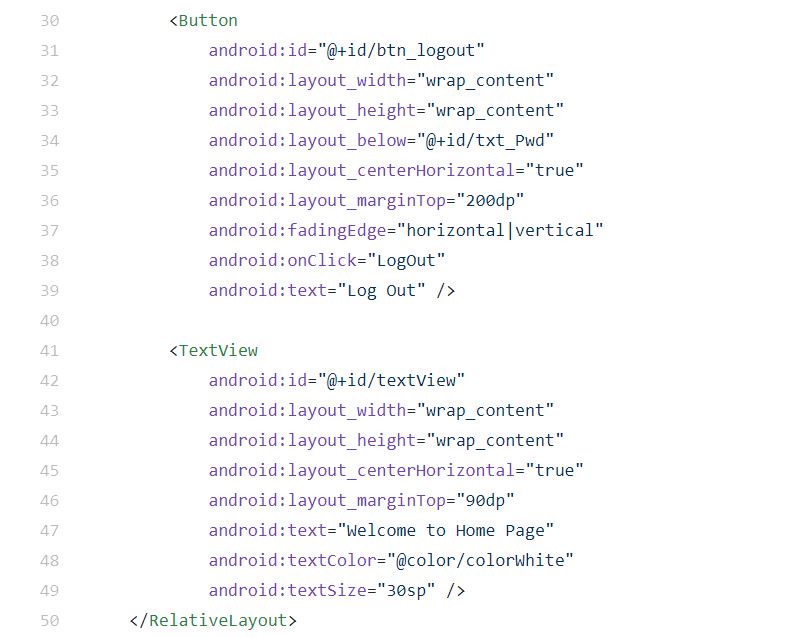 30 <Button
31 android:id="@+id/btn_logout"
32 android:layout_width="wrap_content"
33 android:layout_height="wrap_content"
34 android:layout_below="@+id/txt_Pwd"
35 android:layout_centerHorizontal="true"
36 android:layout_marginTop="200dp"
37 android:fadingEdge="horizontal|vertical"
38 android:onClick="LogOut"
39 android:text="Log Out" />
40
41 <TextView
42 android:id="@+id/textView"
43 android:layout_width="wrap_content"
44 android:layout_height="wrap_content"
45 android:layout_centerHorizontal="true"
46 android:layout_marginTop="90dp"
47 android:text="Welcome to Home Page"
48 android:textColor="@color/colorWhite"
49 android:textSize="30sp" />
50 </RelativeLayout>